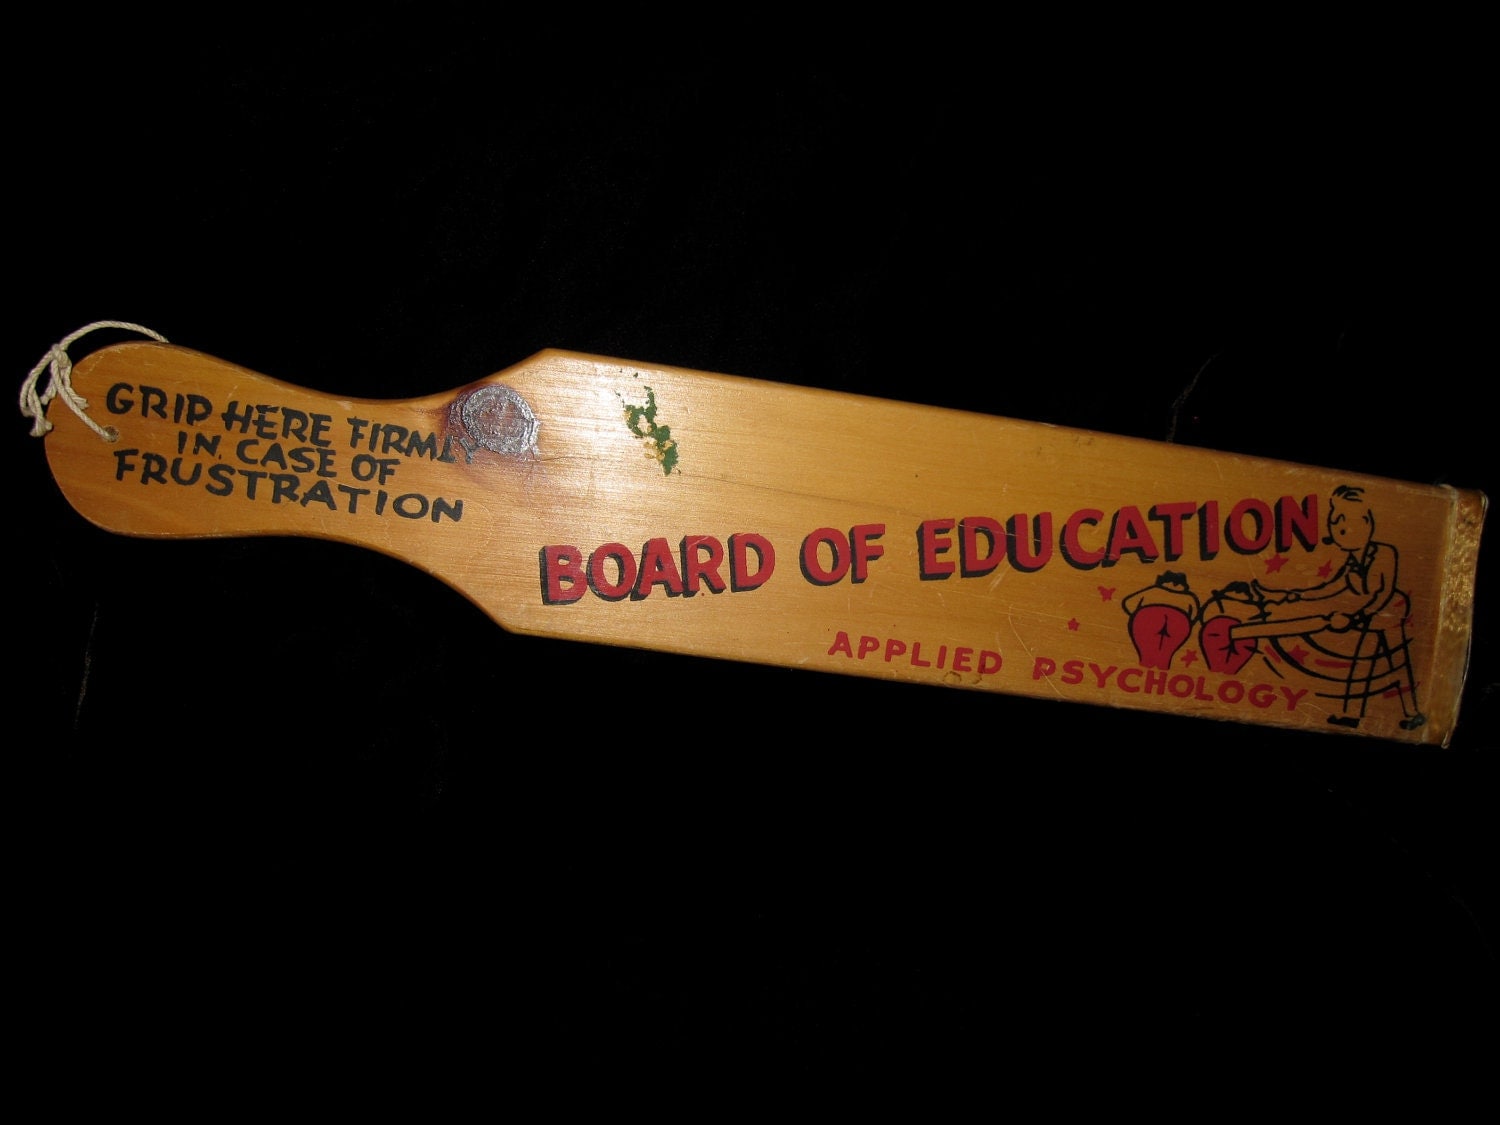 GRIP HERE FIRMLY
IN CASE OF
FRUSTRATION
BOARD OF EDUCATION
APPLIED PSYCHOLOGY